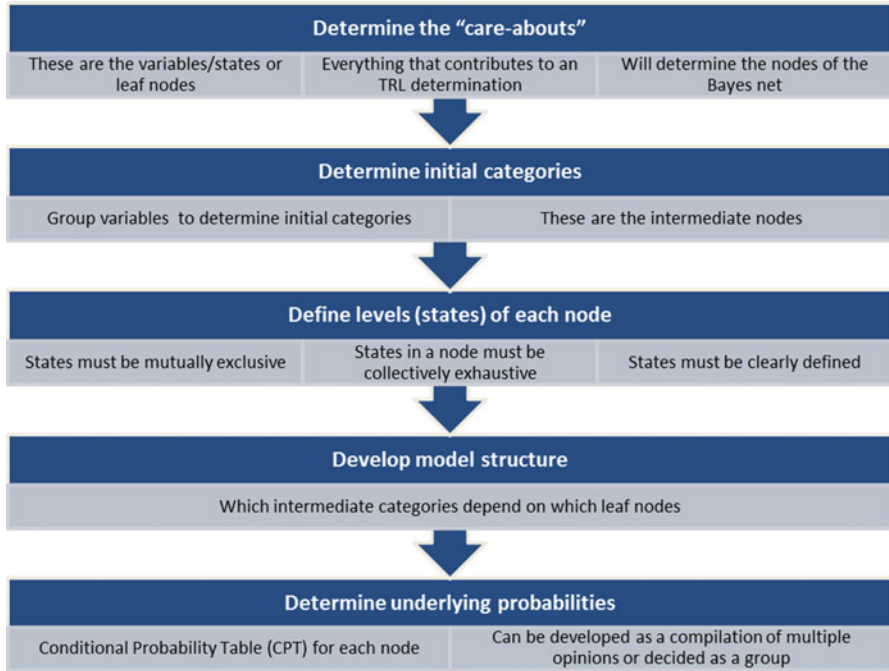 Determine the “care-abouts”
These are the variables/states or
leaf nodes
Everything that contributes to an
TRL determination
Will determine the nodes of the
Bayes net
Determine initial categories
Group variables to determine initial categories
These are the intermediate nodes
Define levels (states) of each node
States must be mutually exclusive
States in a node must be
collectively exhaustive
States must be clearly defined
Develop model structure
Which intermediate categories depend on which leaf nodes
Determine underlying probabilities
Conditional Probability Table (CPT) for each node
Can be developed as a compilation of multiple
opinions or decided as a group